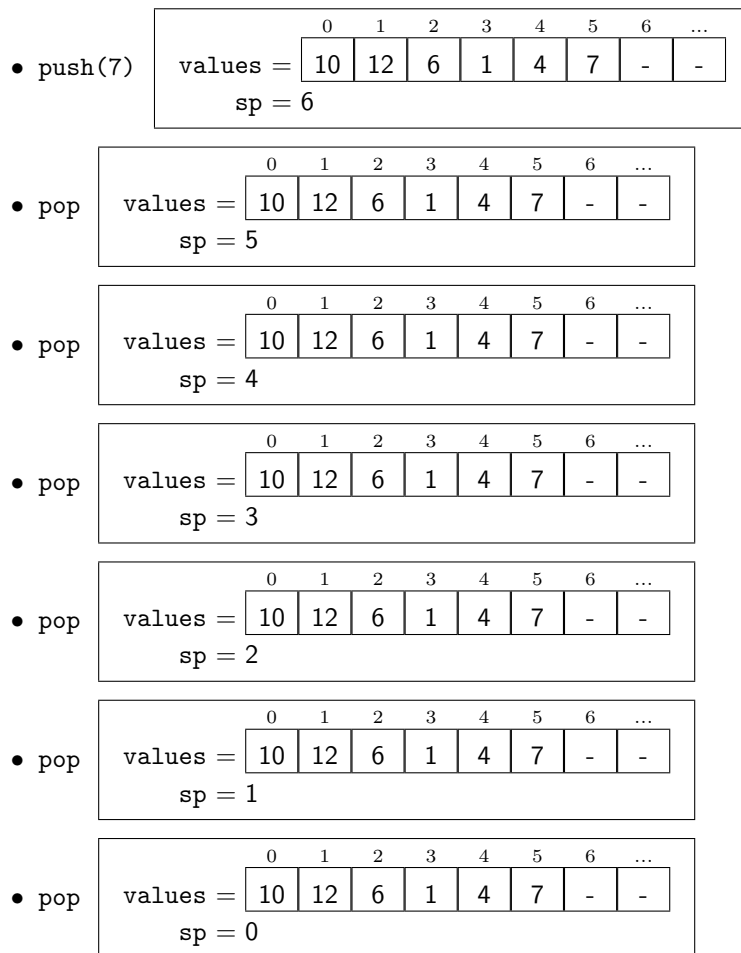 0 1 2 3 4 5 6 ...
• push(7) values = 10 12 6 1 4 7 - -
sp = 6
0 1 2 3 4 5 6 ...
• pop values = 10 12 6 1 4 7 - -
sp = 5
0 1 2 3 4 5 6 ...
• pop values = 10 12 6 1 4 7 - -
sp = 4
0 1 2 3 4 5 6 ...
• pop values = 10 12 6 1 4 7 - -
sp = 3
0 1 2 3 4 5 6 ...
• pop values = 10 12 6 1 4 7 - -
sp = 2
0 1 2 3 4 5 6 ...
• pop values = 10 12 6 1 4 7 - -
sp = 1
0 1 2 3 4 5 6 ...
• pop values = 10 12 6 1 4 7 - -
sp = 0